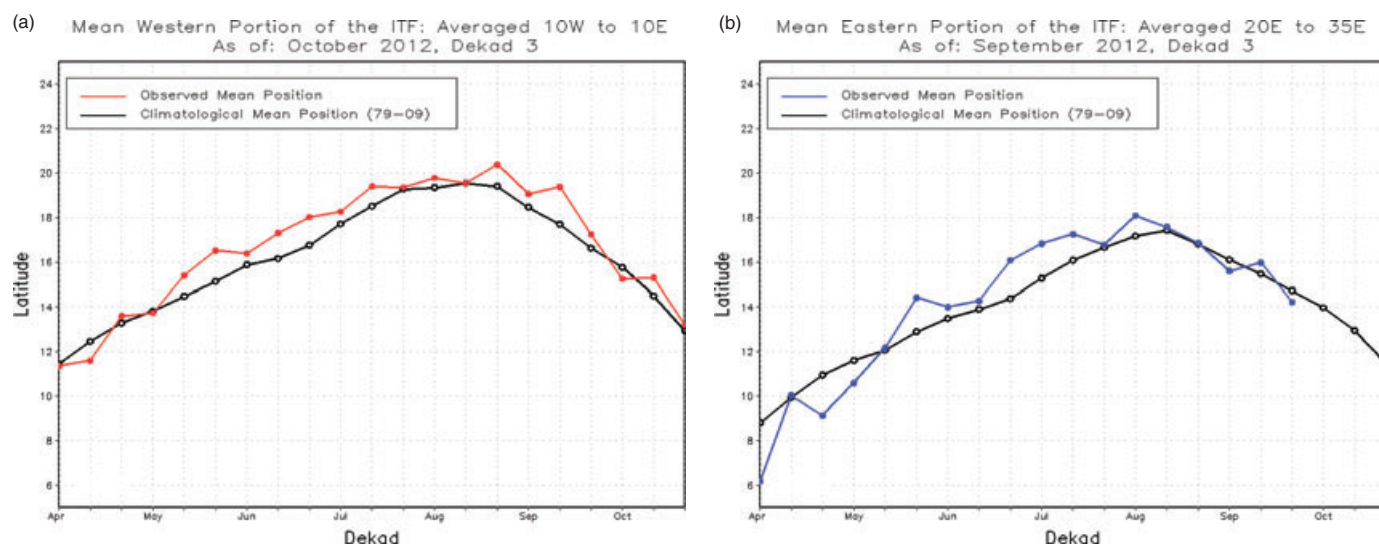 (a)
Mean Western Portion of the ITF: Averaged 10W to 10E
As of: October 2012, Dekad 3
24
22
20
18
16
14
12
10
8
6
Latitude
Observed Mean Position
Climatological Mean Position (79−09)
Apr May Jun Jul Aug Sep Oct
Dekad
(b)
Mean Eastern Portion of the ITF: Averaged 20E to 35E
As of: September 2012, Dekad 3
24
22
20
18
16
14
12
10
8
6
Latitude
Observed Mean Position
Climatological Mean Position (79−09)
Apr May Jun Jul Aug Sep Oct
Dekad